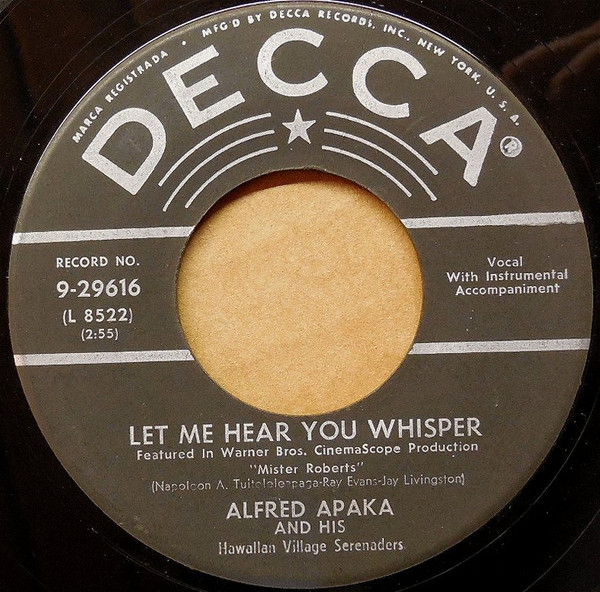 MARCA REGISTRADA • MFG'D BY DECCA RECORDS, INC., NEW YORK, U. S. A.
DECCA ®
RECORD NO.
9-29616
(L 8522)
(2:55)
Vocal
With Instrumental
Accompaniment
LET ME HEAR YOU WHISPER
Featured In Warner Bros. CinemaScope Production
"Mister Roberts"
(Napoleon A. Tuiteleleapaga-Ray Evans-Jay Livingston)
ALFRED APAKA
AND HIS
Hawaiian Village Serenaders